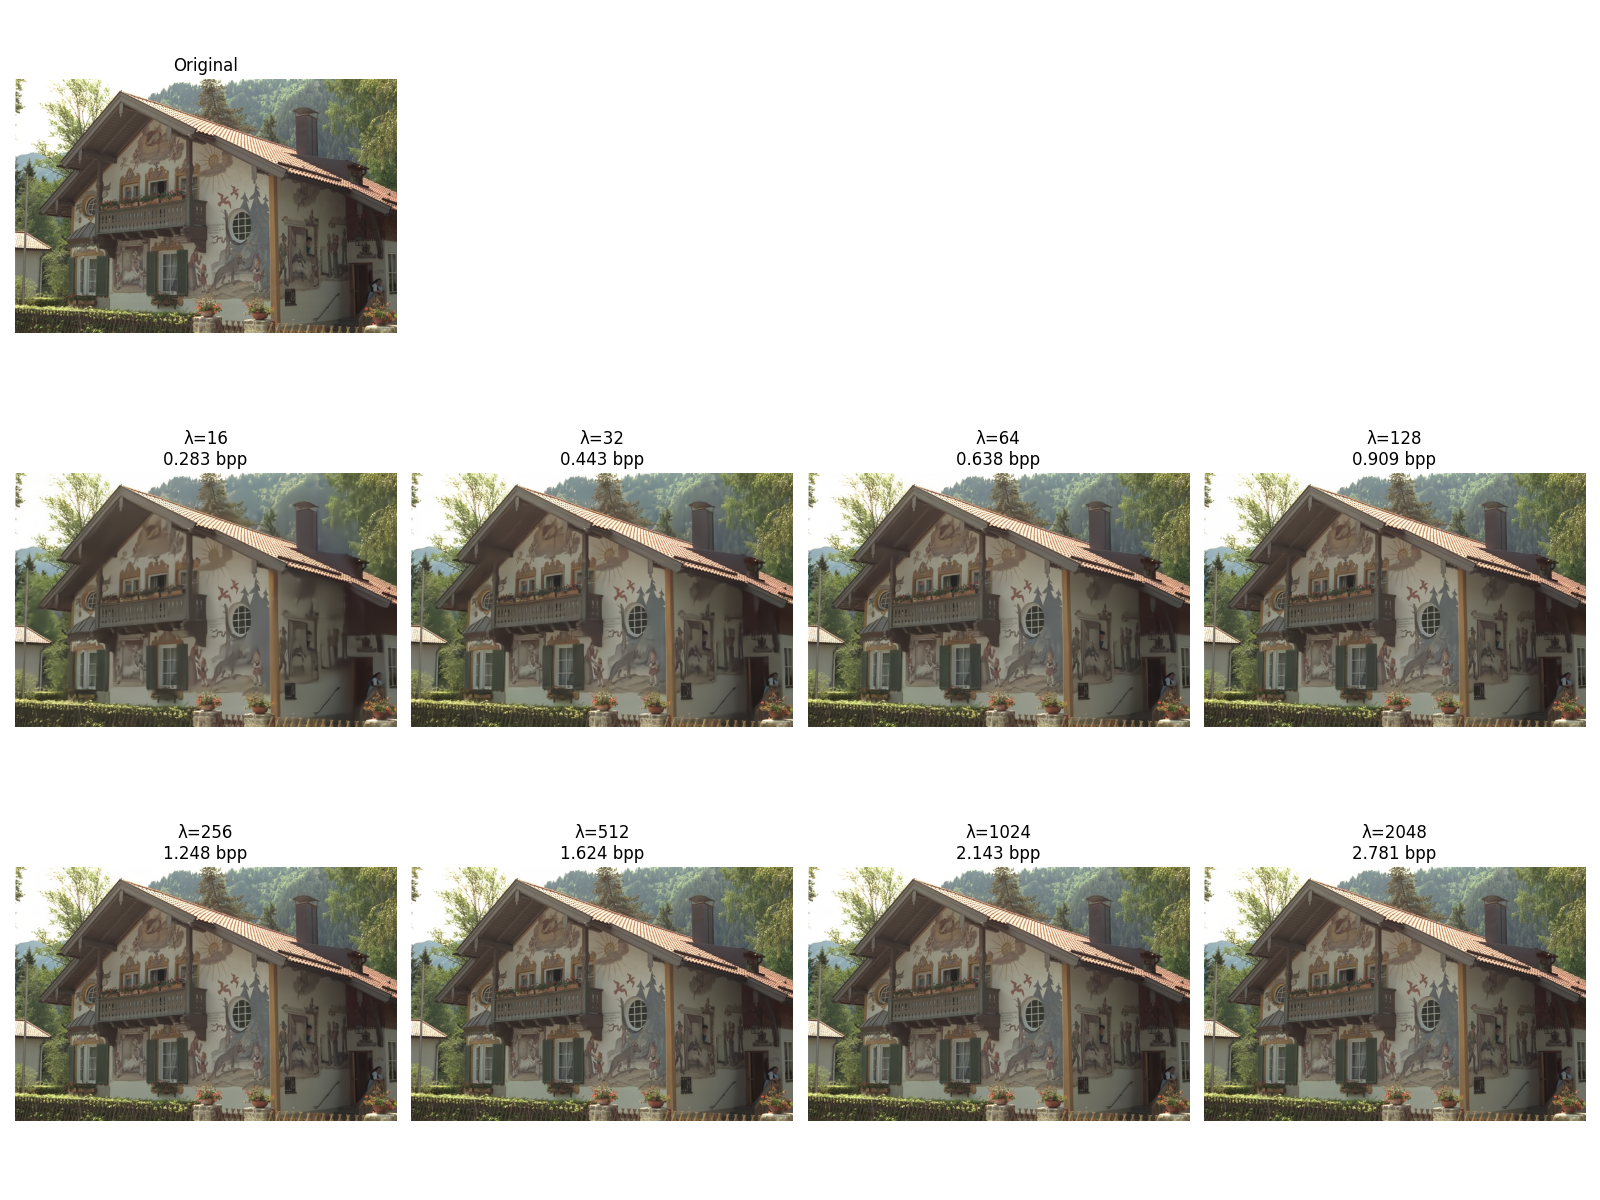 Original
λ=16
0.283 bpp
λ=32
0.443 bpp
λ=64
0.638 bpp
λ=128
0.909 bpp
λ=256
1.248 bpp
λ=512
1.624 bpp
λ=1024
2.143 bpp
λ=2048
2.781 bpp